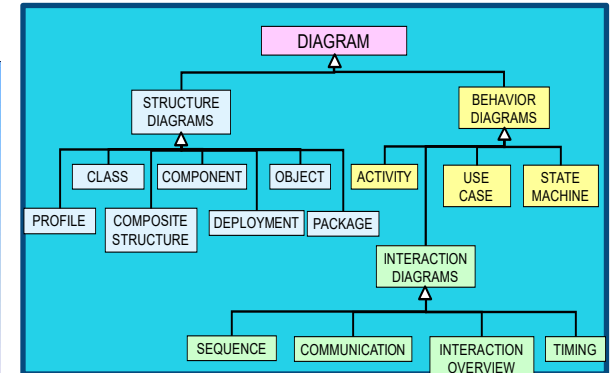 DIAGRAM
STRUCTURE
DIAGRAMS
BEHAVIOR
DIAGRAMS
CLASS
COMPONENT
OBJECT
ACTIVITY
USE
CASE
STATE
MACHINE
PROFILE
COMPOSITE
STRUCTURE
DEPLOYMENT
PACKAGE
INTERACTION
DIAGRAMS
SEQUENCE
COMMUNICATION
INTERACTION
OVERVIEW
TIMING